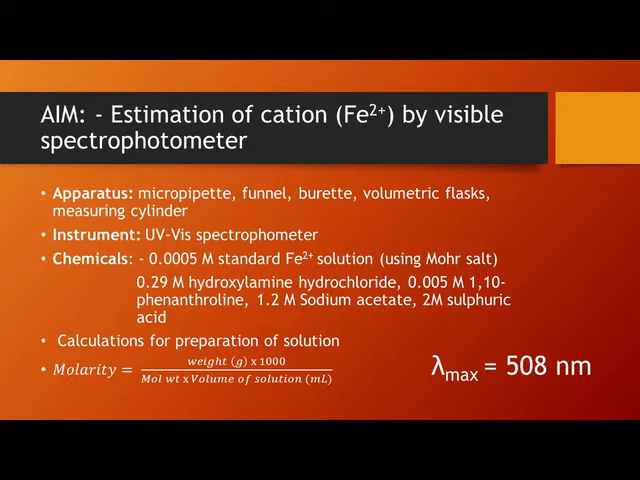 AIM: - Estimation of cation (Fe²⁺) by visible
spectrophotometer
• Apparatus: micropipette, funnel, burette, volumetric flasks,
measuring cylinder
• Instrument: UV-Vis spectrophometer
• Chemicals: - 0.0005 M standard Fe²⁺ solution (using Mohr salt)
0.29 M hydroxylamine hydrochloride, 0.005 M 1,10-
phenanthroline, 1.2 M Sodium acetate, 2M sulphuric
acid
• Calculations for preparation of solution
• Molarity = weight (g) x 1000 / Mol wt x Volume of solution (mL)
λmax = 508 nm